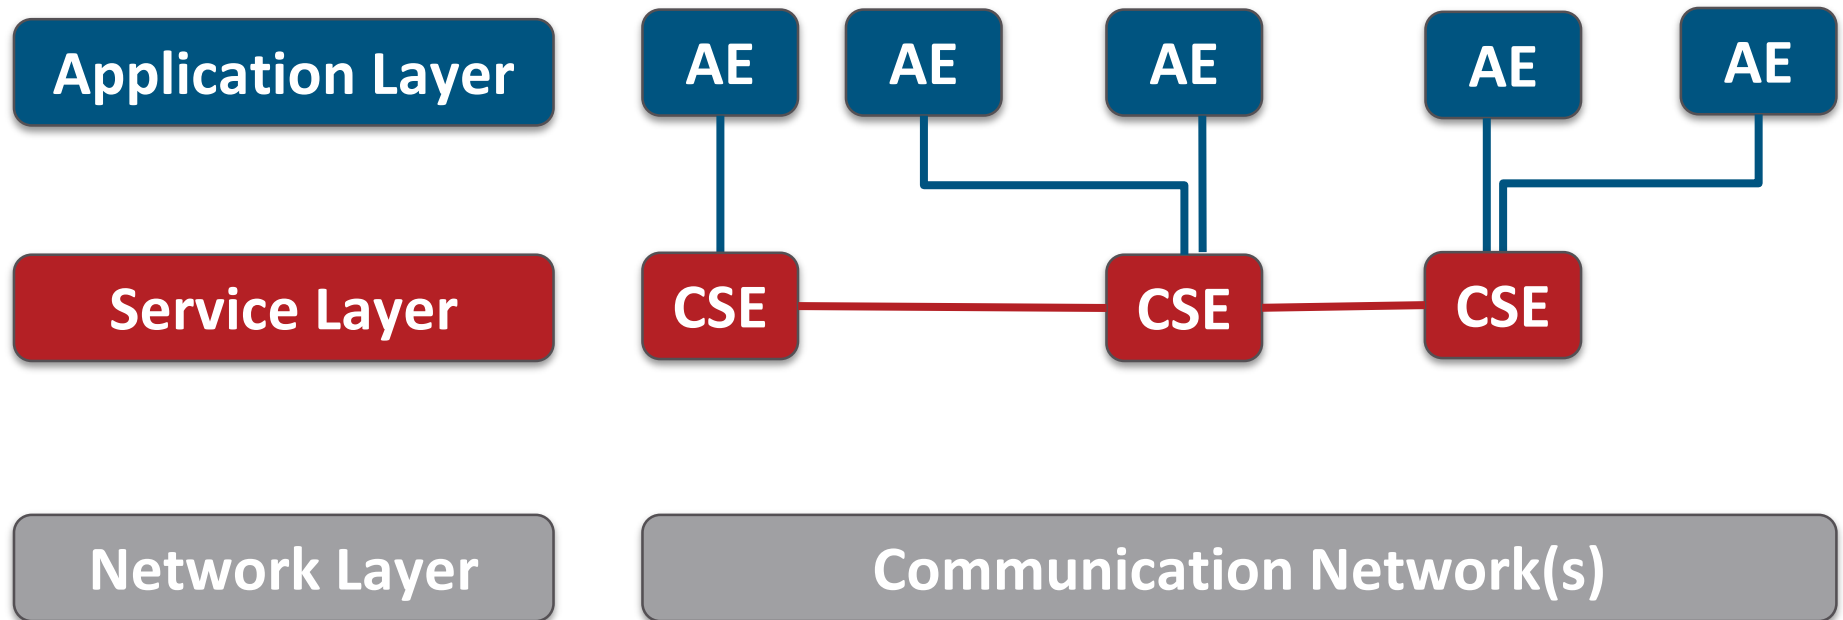 Application Layer
AE
AE
AE
AE
AE
Service Layer
CSE
CSE
CSE
Network Layer
Communication Network(s)